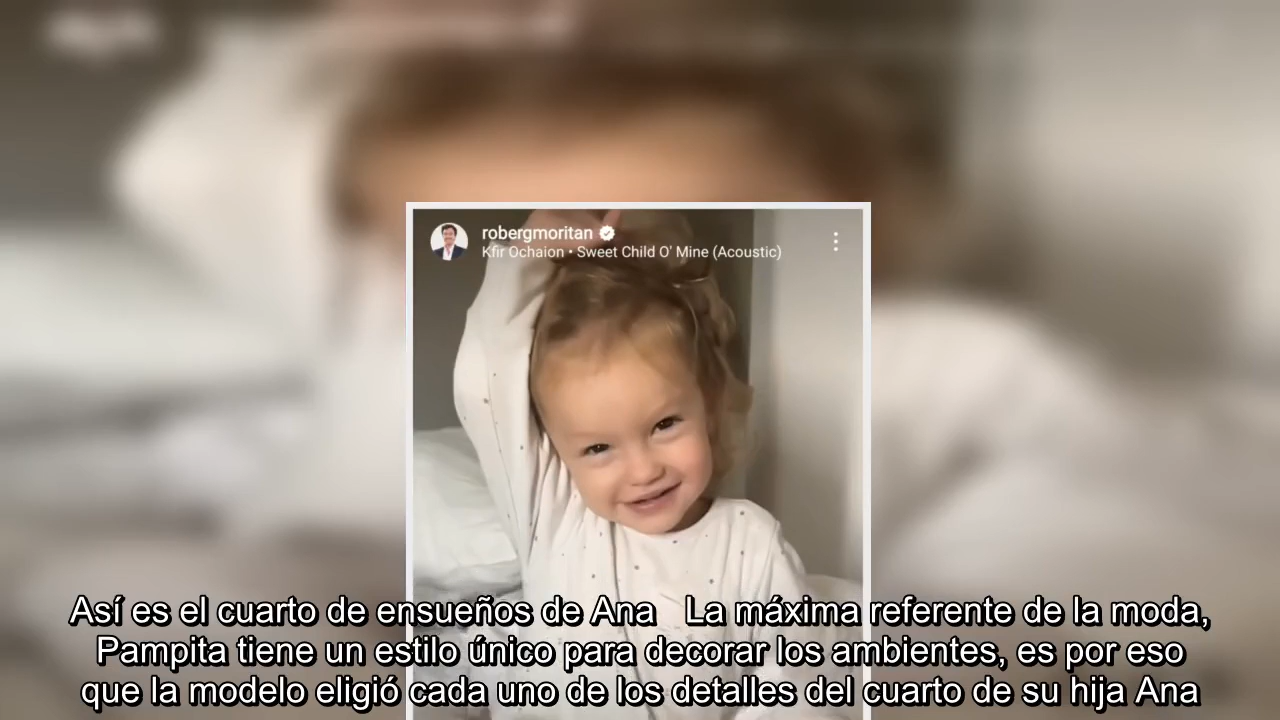 robergmoritan
Kfir Ochaion • Sweet Child O' Mine (Acoustic)
Así es el cuarto de ensueños de Ana   La máxima referente de la moda,
Pampita tiene un estilo único para decorar los ambientes, es por eso
que la modelo eligió cada uno de los detalles del cuarto de su hija Ana